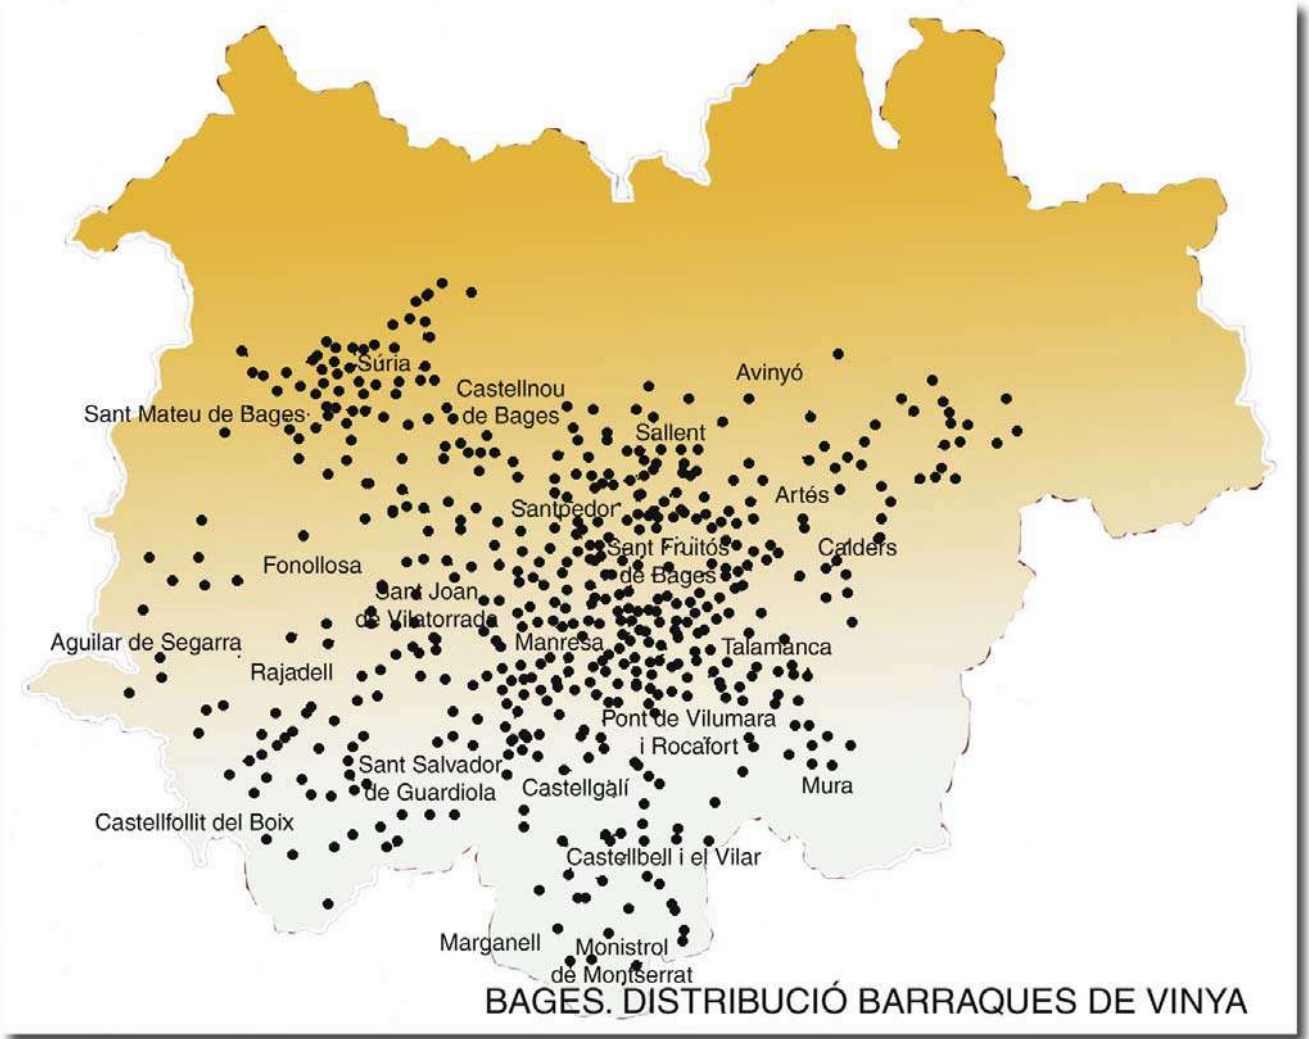 Súria
Avinyó
Castellnou
de Bages
Sant Mateu de Bages
Sallent
Artés
Santpedor
Sant Fruitós
de Bages
Calders
Fonollosa
Sant Joan
de Vilatorrada
Aguilar de Segarra
Manresa
Talamanca
Rajadell
Pont de Vilumara
i Rocafort
Sant Salvador
de Guardiola
Castellgalí
Mura
Castellfollit del Boix
Castellbell i el Vilar
Marganell
Monistrol
de Montserrat
BAGES. DISTRIBUCIÓ BARRAQUES DE VINYA